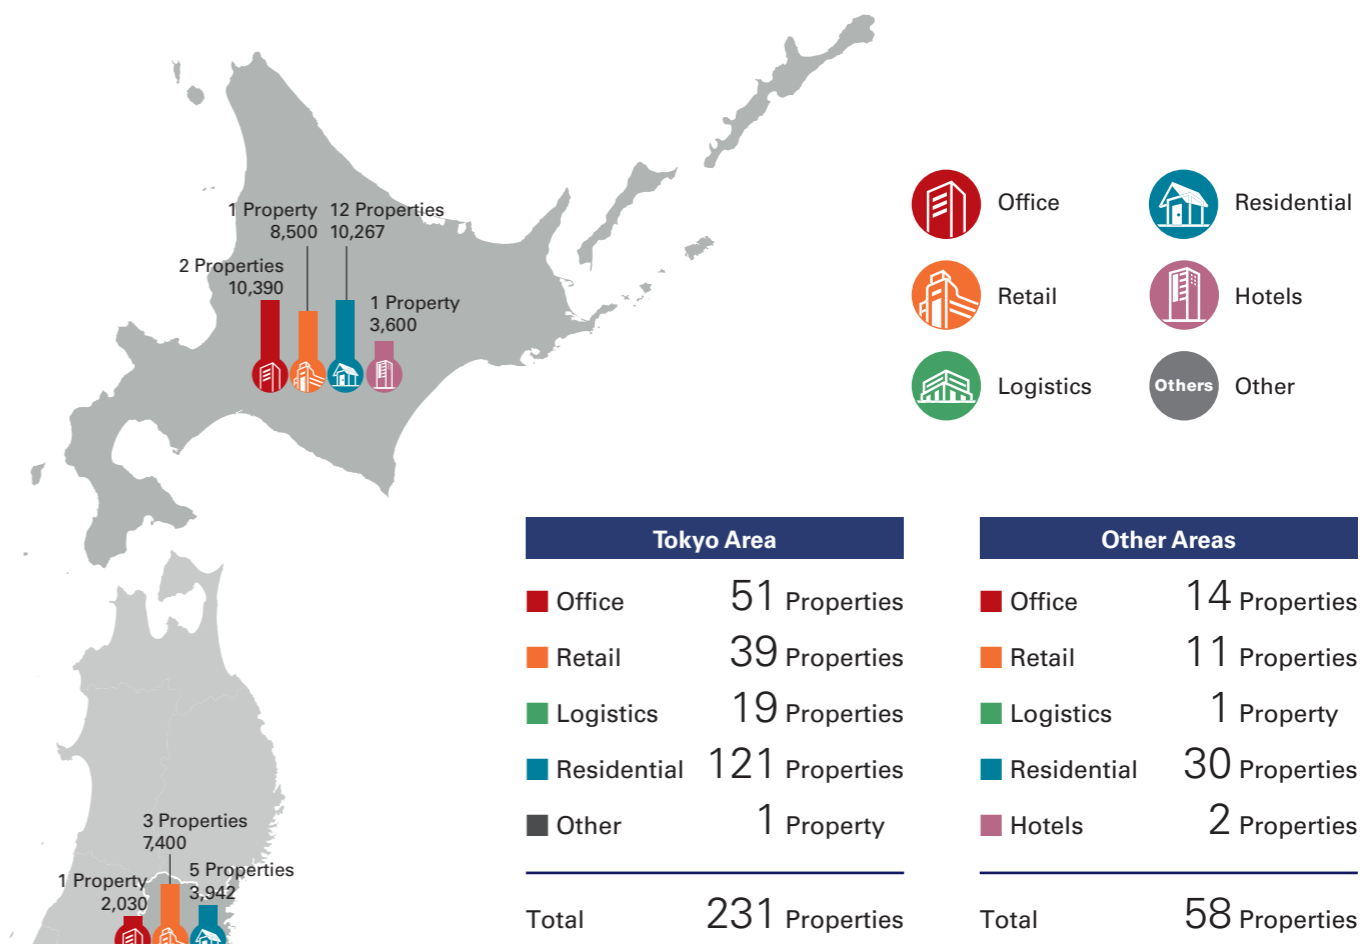 1 Property
8,500
12 Properties
10,267
2 Properties
10,390
1 Property
3,600
Office
Residential
Retail
Hotels
Logistics
Others
Other
Tokyo Area
Office 51 Properties
Retail 39 Properties
Logistics 19 Properties
Residential 121 Properties
Other 1 Property
Total 231 Properties
Other Areas
Office 14 Properties
Retail 11 Properties
Logistics 1 Property
Residential 30 Properties
Hotels 2 Properties
Total 58 Properties
3 Properties
7,400
1 Property
2,030
5 Properties
3,942